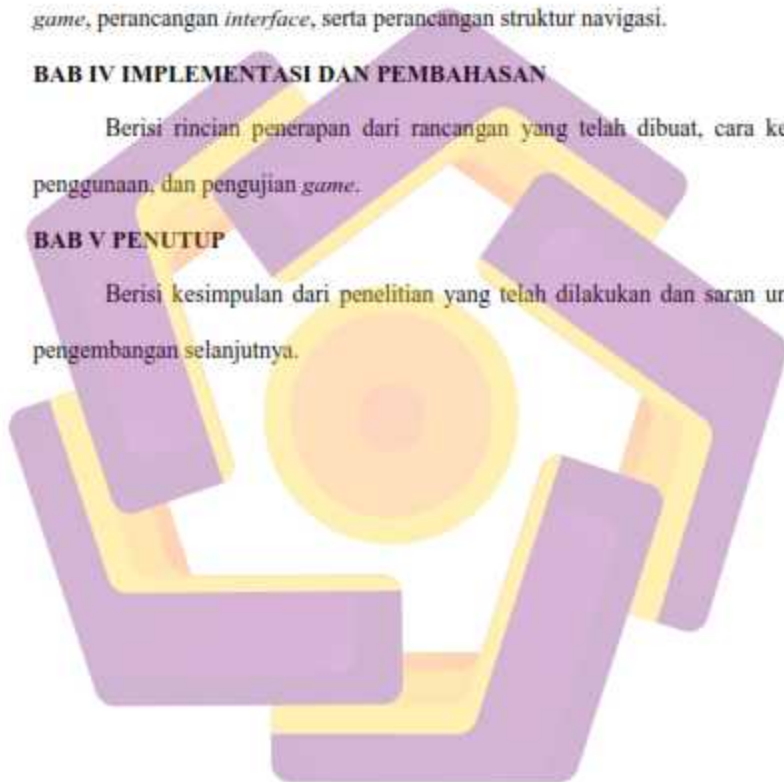 game, perancangan interface, serta perancangan struktur navigasi.
BAB IV IMPLEMENTASI DAN PEMBAHASAN
Berisi rincian penerapan dari rancangan yang telah dibuat, cara ke
penggunaan, dan pengujian game.
BAB V PENUTUP
Berisi kesimpulan dari penelitian yang telah dilakukan dan saran un
pengembangan selanjutnya.